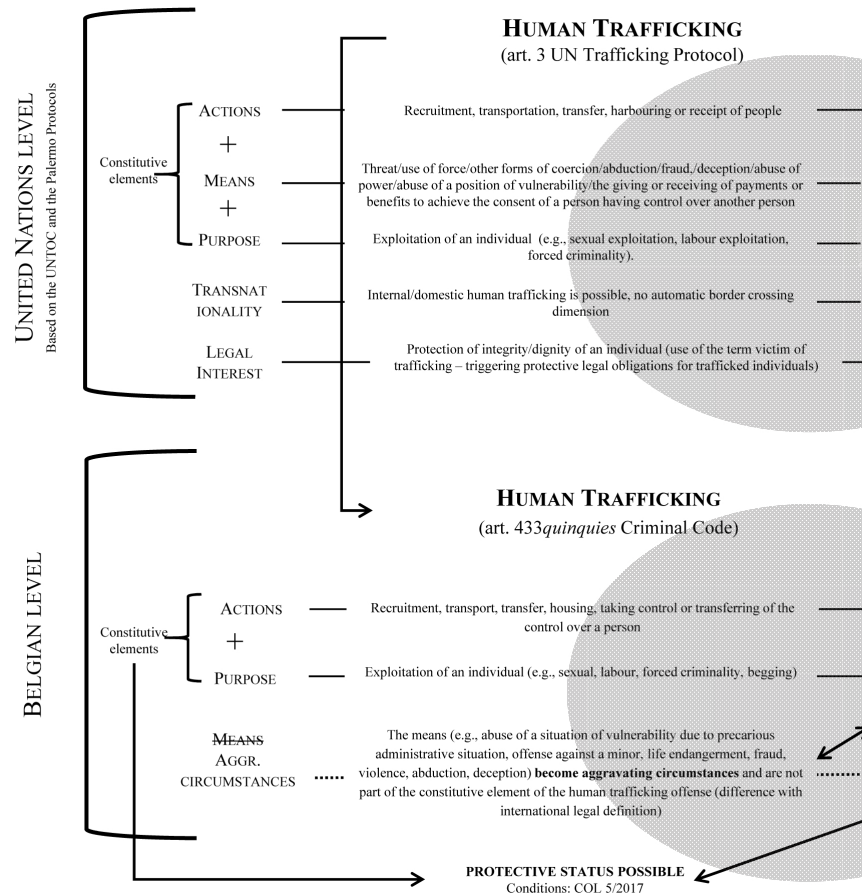 HUMAN TRAFFICKING
(art. 3 UN Trafficking Protocol)
UNITED NATIONS LEVEL
Based on the UNTOC and the Palermo Protocols
Constitutive
elements
ACTIONS
Recruitment, transportation, transfer, harbouring or receipt of people
+
MEANS
Threat/use of force/other forms of coercion/abduction/fraud,/deception/abuse of
power/abuse of a position of vulnerability/the giving or receiving of payments or
benefits to achieve the consent of a person having control over another person
+
PURPOSE
Exploitation of an individual (e.g., sexual exploitation, labour exploitation,
forced criminality).
TRANSNAT
IONALITY
Internal/domestic human trafficking is possible, no automatic border crossing
dimension
LEGAL
INTEREST
Protection of integrity/dignity of an individual (use of the term victim of
trafficking – triggering protective legal obligations for trafficked individuals)
HUMAN TRAFFICKING
(art. 433quinquies Criminal Code)
BELGIAN LEVEL
Constitutive
elements
ACTIONS
Recruitment, transport, transfer, housing, taking control or transferring of the
control over a person
+
PURPOSE
Exploitation of an individual (e.g., sexual, labour, forced criminality, begging)
MEANS
AGGR.
CIRCUMSTANCES
The means (e.g., abuse of a situation of vulnerability due to precarious
administrative situation, offense against a minor, life endangerment, fraud,
violence, abduction, deception) become aggravating circumstances and are not
part of the constitutive element of the human trafficking offense (difference with
international legal definition)
PROTECTIVE STATUS POSSIBLE
Conditions: COL 5/2017